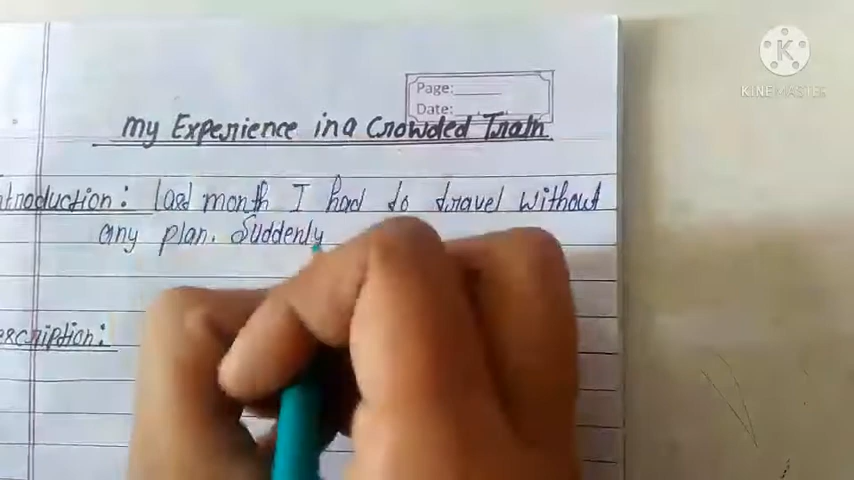 K
KINEMASTER
Page:
Date:
my Experience in a Crowded Train
ntroduction: last month I had to travel without
any plan. Suddenly
escription: